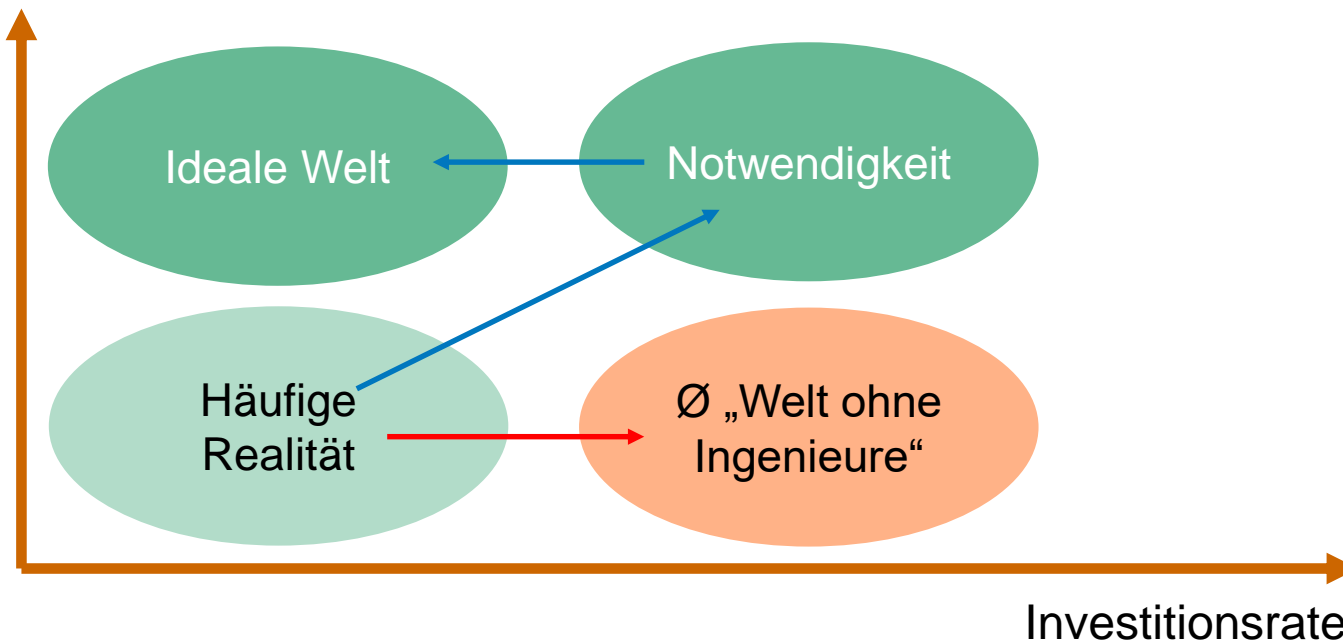 Ideale Welt
Notwendigkeit
Häufige
Realität
Ø „Welt ohne
Ingenieure“
Investitionsrate